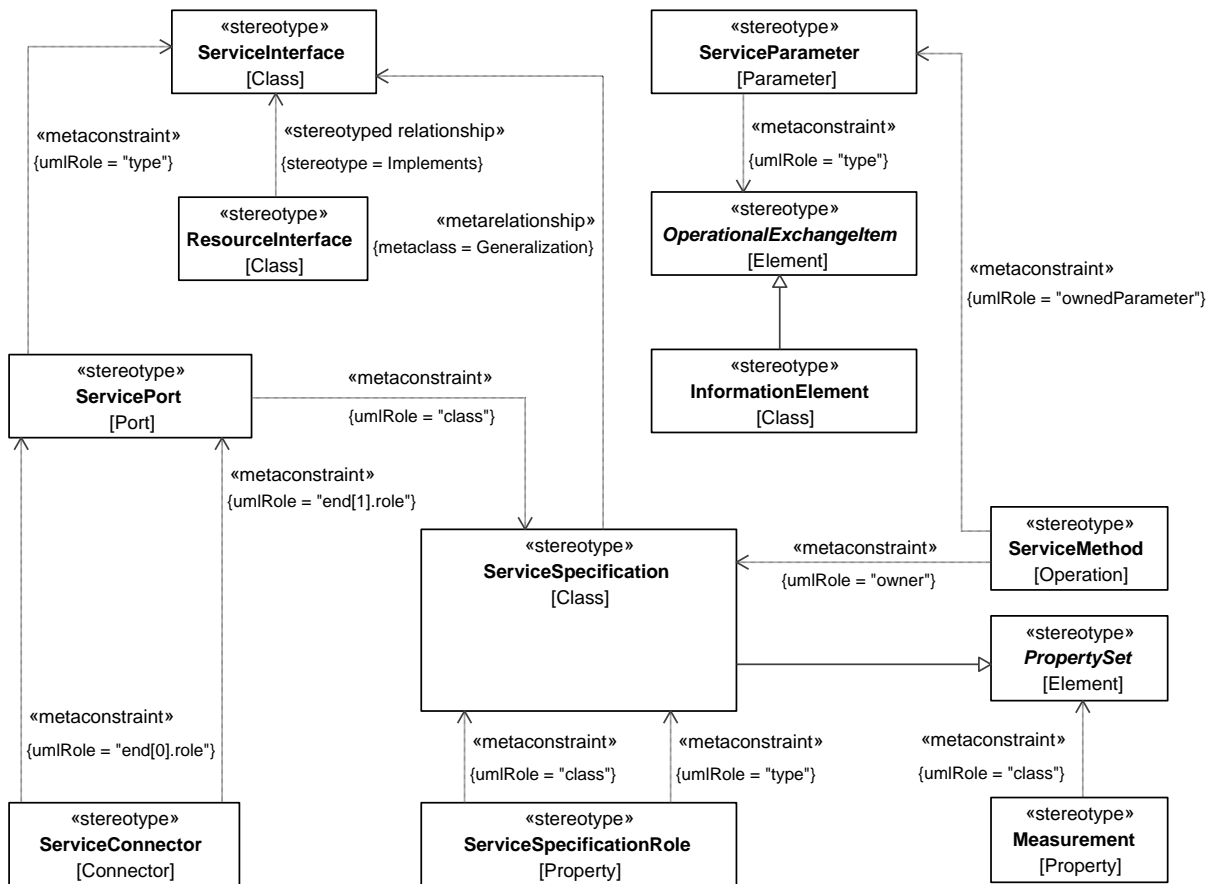 «stereotype»
ServiceInterface
[Class]
«stereotype»
ServiceParameter
[Parameter]
«metaconstraint»
{umlRole = "type"}
«stereotyped relationship»
{stereotype = Implements}
«metaconstraint»
{umlRole = "type"}
«stereotype»
ResourceInterface
[Class]
«metarelationship»
{metaclass = Generalization}
«stereotype»
OperationalExchangeItem
[Element]
«metaconstraint»
{umlRole = "ownedParameter"}
«stereotype»
ServicePort
[Port]
«metaconstraint»
{umlRole = "class"}
«stereotype»
InformationElement
[Class]
«metaconstraint»
{umlRole = "end[1].role"}
«stereotype»
ServiceSpecification
[Class]
«metaconstraint»
{umlRole = "owner"}
«stereotype»
ServiceMethod
[Operation]
«stereotype»
PropertySet
[Element]
«metaconstraint»
{umlRole = "end[0].role"}
«metaconstraint»
{umlRole = "class"}
«metaconstraint»
{umlRole = "type"}
«metaconstraint»
{umlRole = "class"}
«stereotype»
ServiceConnector
[Connector]
«stereotype»
ServiceSpecificationRole
[Property]
«stereotype»
Measurement
[Property]